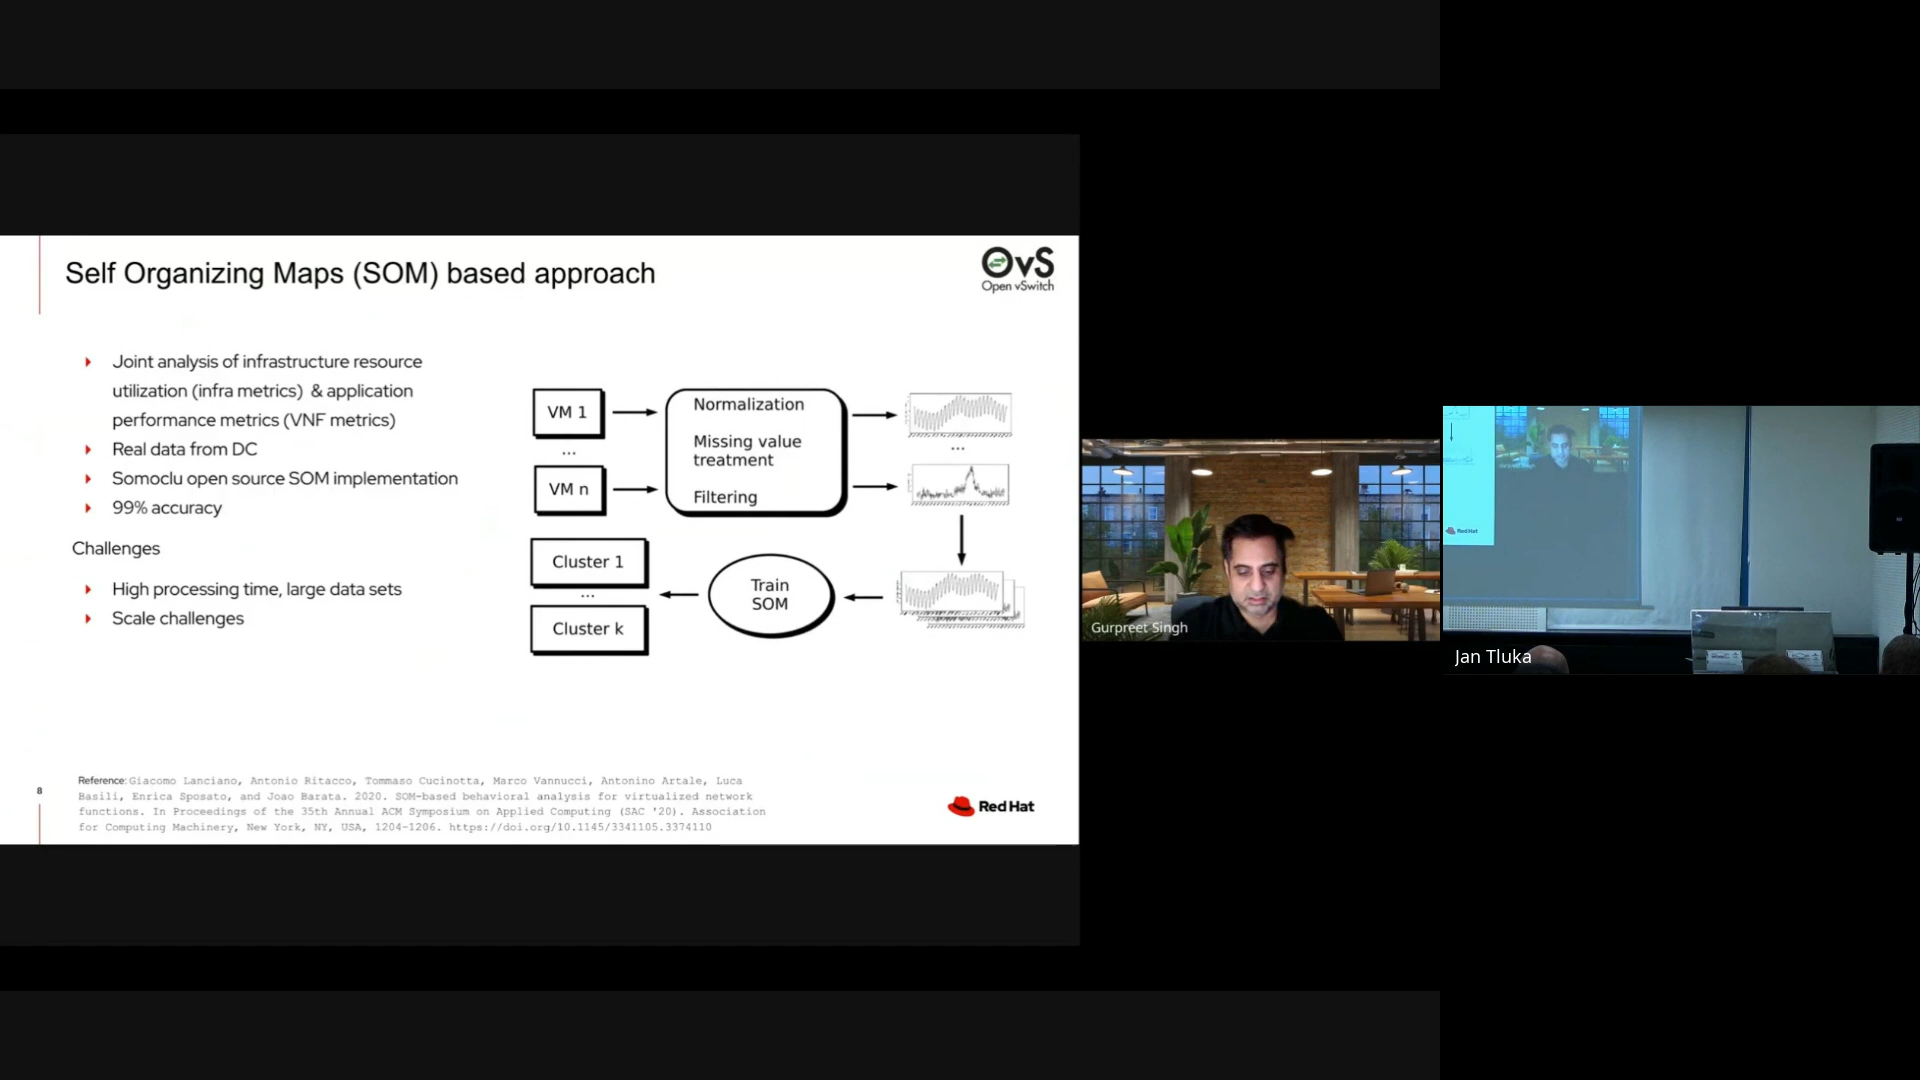 Self Organizing Maps (SOM) based approach
OvS
Open vSwitch
Joint analysis of infrastructure resource
utilization (infra metrics) & application
performance metrics (VNF metrics)
Real data from DC
Somoclu open source SOM implementation
99% accuracy
Challenges
High processing time, large data sets
Scale challenges
VM 1
...
VM n
Normalization
Missing value
treatment
Filtering
...
Cluster 1
...
Cluster k
Train
SOM
Reference: Giacomo Lanciano, Antonio Ritacco, Tommaso Cucinotta, Marco Vannucci, Antonino Artale, Luca
Basili, Enrica Sposato, and Joao Barata. 2020. SOM-based behavioral analysis for virtualized network
functions. In Proceedings of the 35th Annual ACM Symposium on Applied Computing (SAC '20). Association
for Computing Machinery, New York, NY, USA, 1204-1206. https://doi.org/10.1145/3341105.3374110
8
Red Hat
Gurpreet Singh
Red Hat
Jan Tluka